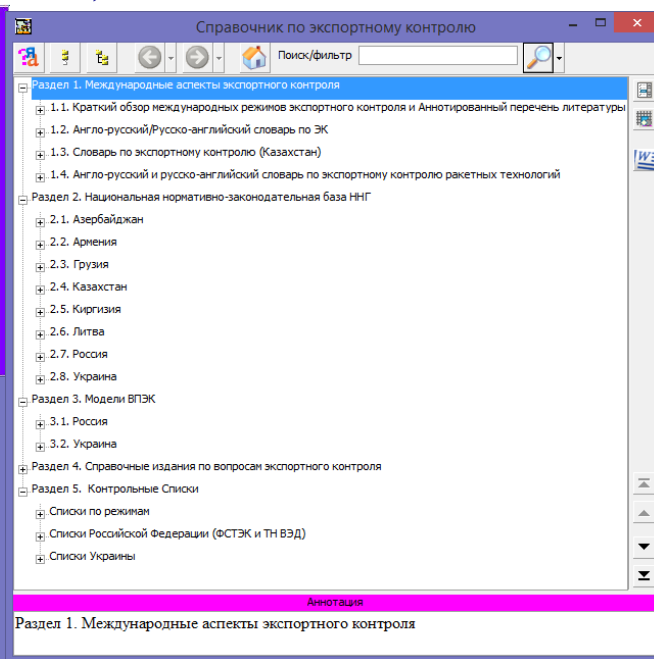 Справочник по экспортному контролю
Поиск/фильтр
Раздел 1. Международные аспекты экспортного контроля
1.1. Краткий обзор международных режимов экспортного контроля и Аннотированный перечень литературы
1.2. Англо-русский/Русско-английский словарь по ЭК
1.3. Словарь по экспортному контролю (Казахстан)
1.4. Англо-русский и русско-английский словарь по экспортному контролю ракетных технологий
Раздел 2. Национальная нормативно-законодательная база ННГ
2.1. Азербайджан
2.2. Армения
2.3. Грузия
2.4. Казахстан
2.5. Киргизия
2.6. Литва
2.7. Россия
2.8. Украина
Раздел 3. Модели ВПЭК
3.1. Россия
3.2. Украина
Раздел 4. Справочные издания по вопросам экспортного контроля
Раздел 5. Контрольные Списки
Списки по режимам
Списки Российской Федерации (ФСТЭК и ТН ВЭД)
Списки Украины
Аннотация
Раздел 1. Международные аспекты экспортного контроля